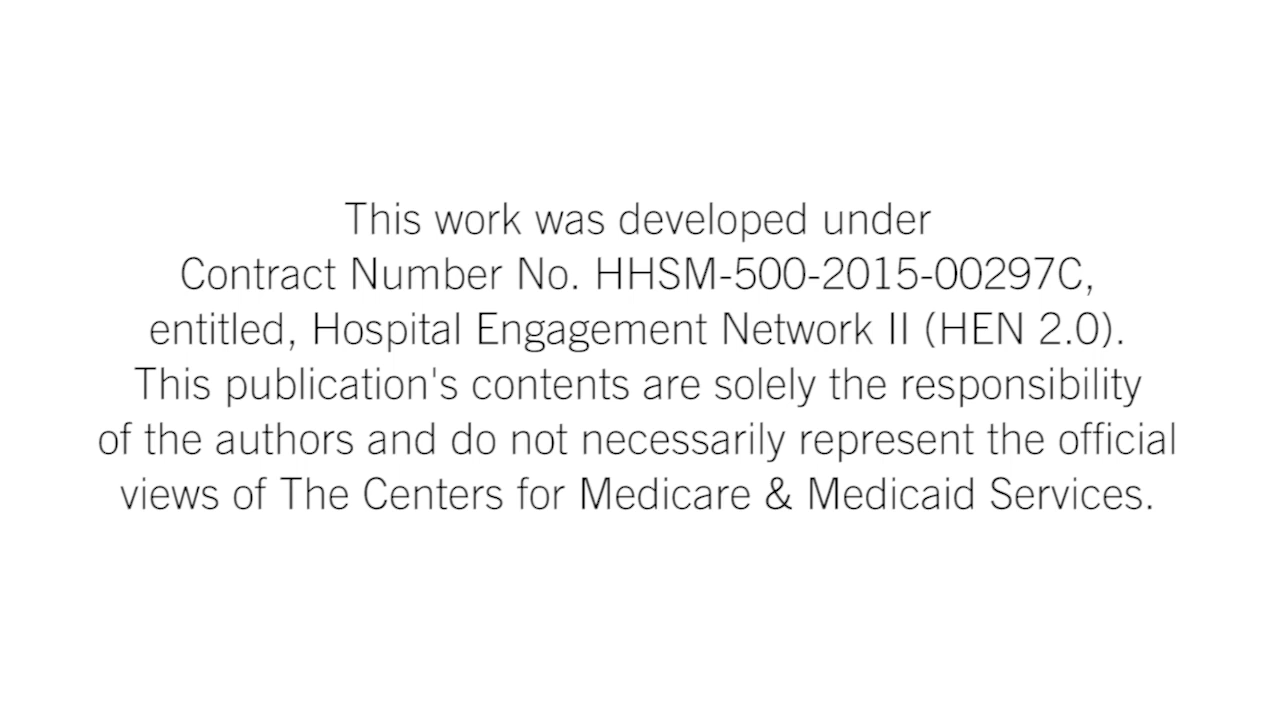 This work was developed under
Contract Number No. HHSM-500-2015-00297C,
entitled, Hospital Engagement Network II (HEN 2.0).
This publication's contents are solely the responsibility
of the authors and do not necessarily represent the official
views of The Centers for Medicare & Medicaid Services.